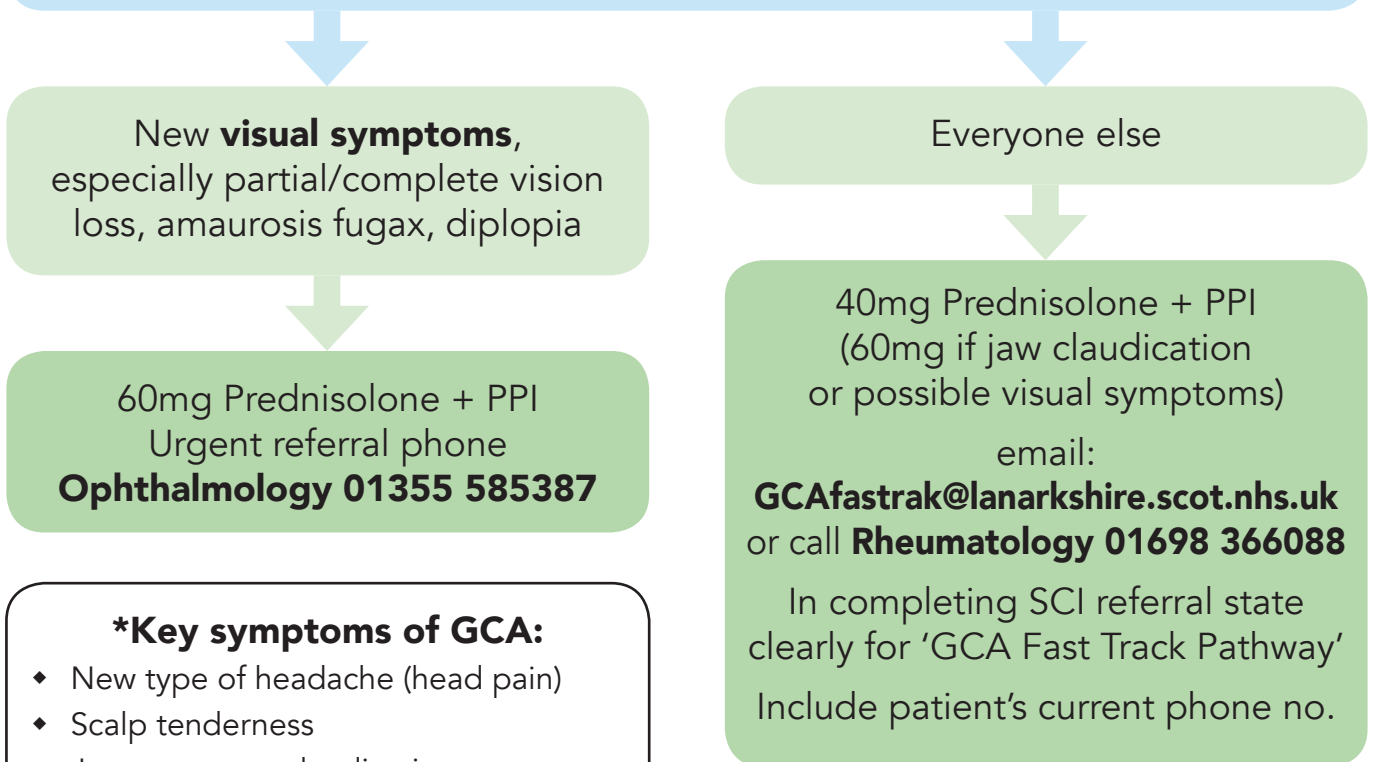 New visual symptoms,
especially partial/complete vision
loss, amaurosis fugax, diplopia
60mg Prednisolone + PPI
Urgent referral phone
Ophthalmology 01355 585387
*Key symptoms of GCA:
◆ New type of headache (head pain)
◆ Scalp tenderness
Everyone else
40mg Prednisolone + PPI
(60mg if jaw claudication
or possible visual symptoms)
email:
GCAfastrak@lanarkshire.scot.nhs.uk
or call Rheumatology 01698 366088
In completing SCI referral state
clearly for ‘GCA Fast Track Pathway’
Include patient’s current phone no.